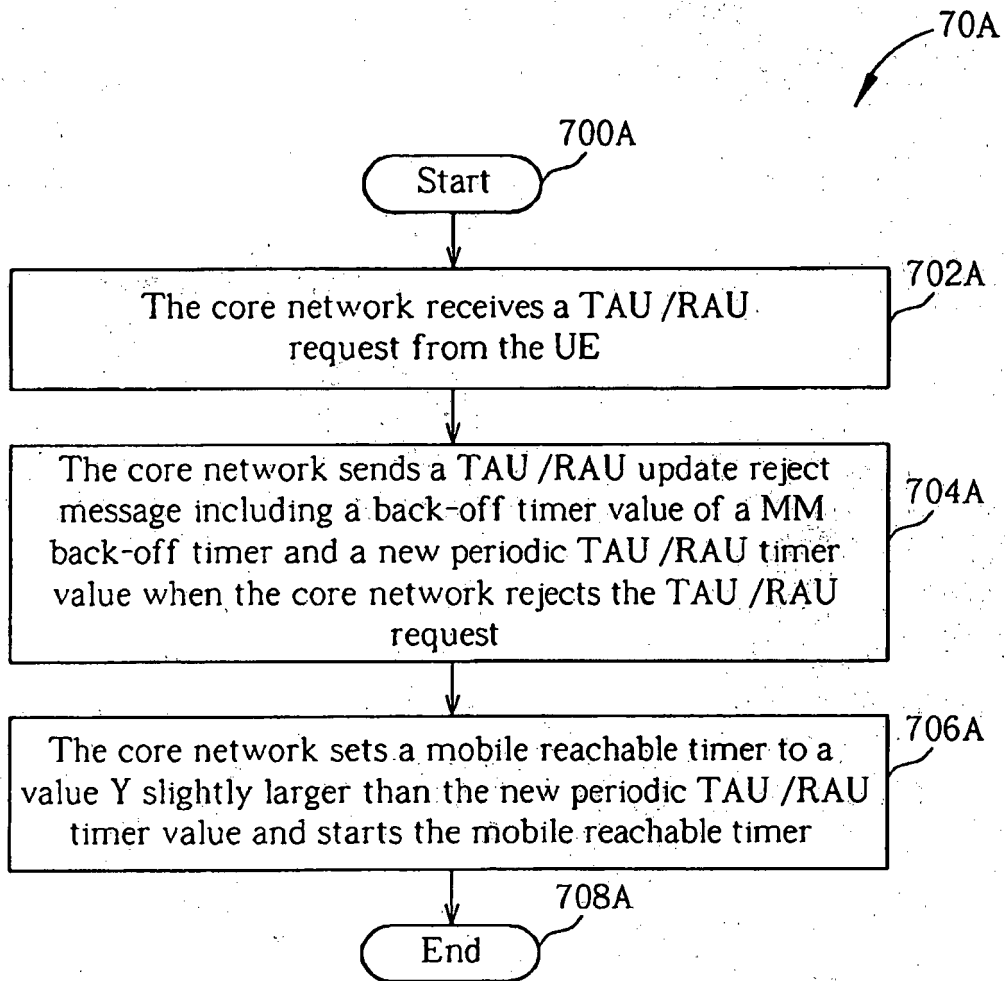 70A
700A
Start
702A
The core network receives a TAU /RAU
request from the UE
704A
The core network sends a TAU /RAU update reject
message including a back-off timer value of a MM
back-off timer and a new periodic TAU /RAU timer
value when the core network rejects the TAU /RAU
request
706A
The core network sets a mobile reachable timer to a
value Y slightly larger than the new periodic TAU /RAU
timer value and starts the mobile reachable timer
708A
End